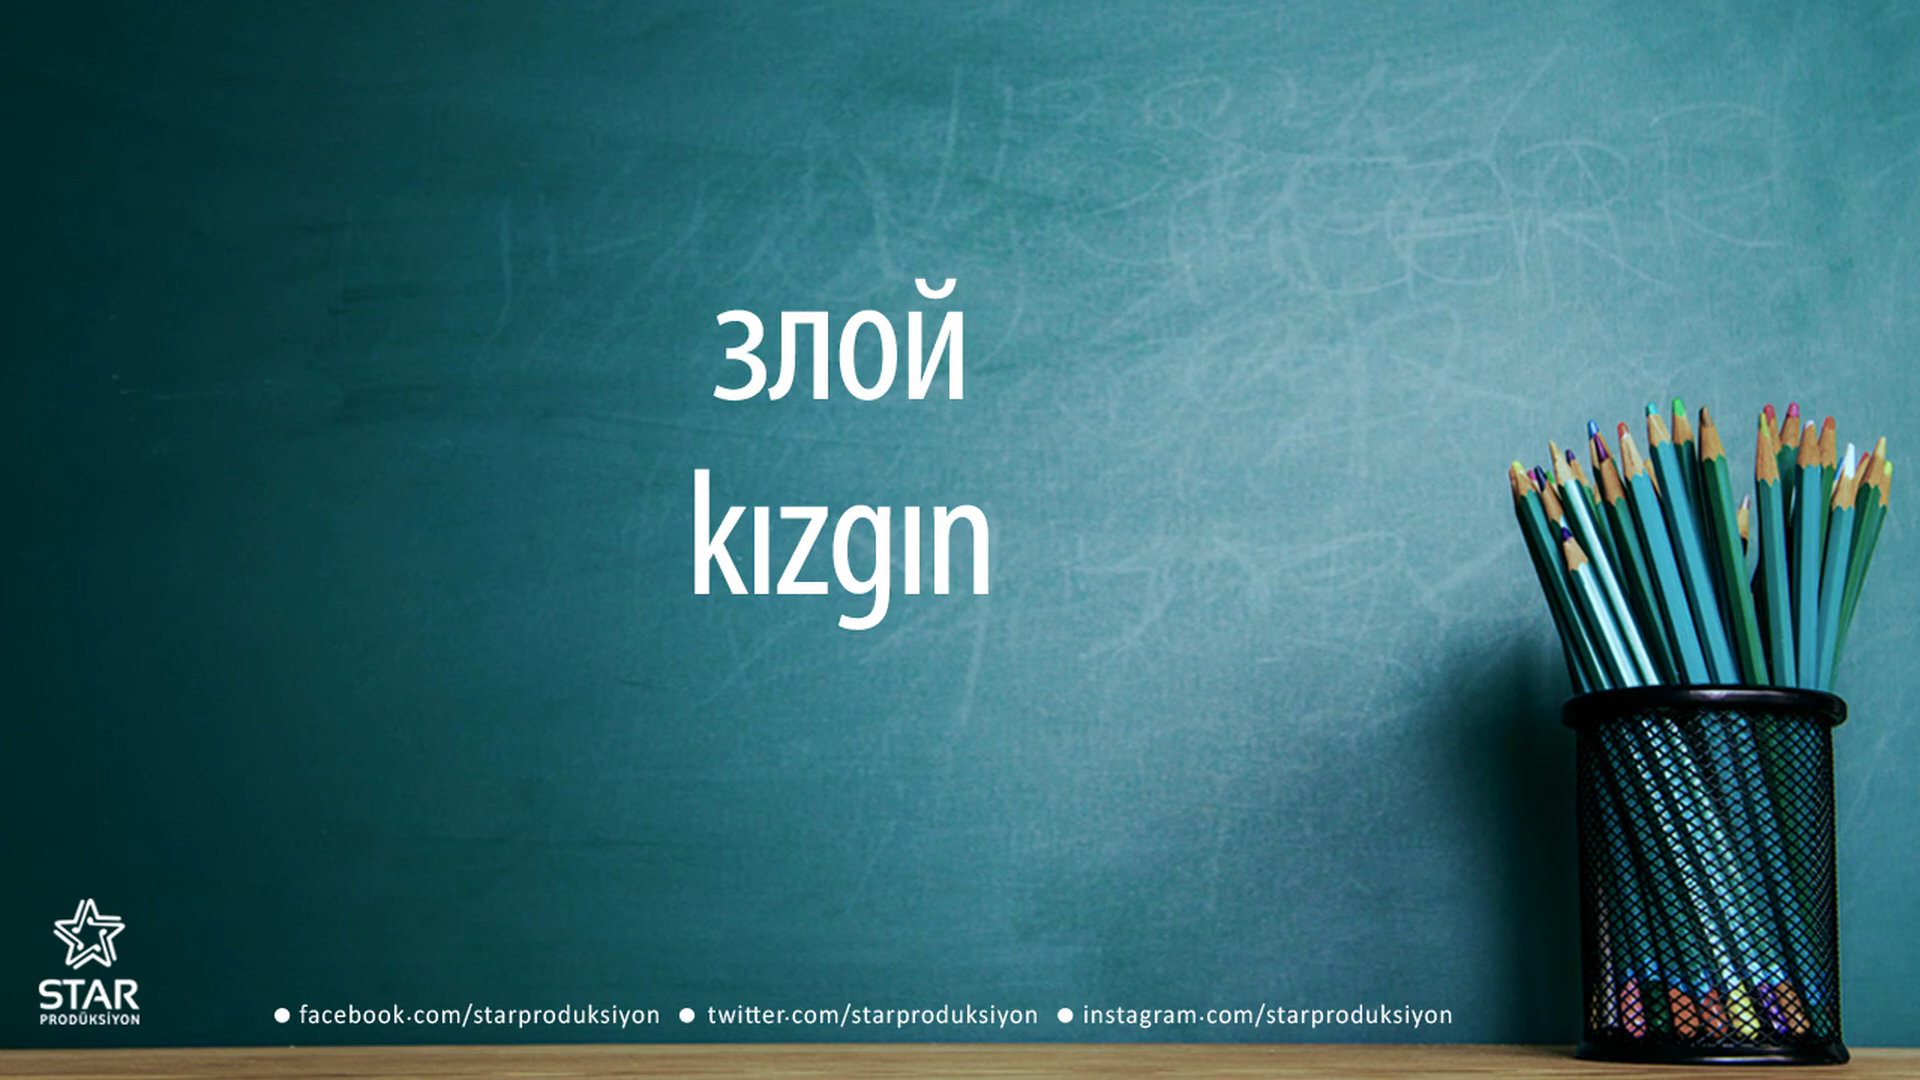 злой
kızgın
STAR
PRODÜKSİYON
● facebook.com/starproduksiyon ● twitter.com/starproduksiyon ● instagram.com/starproduksiyon